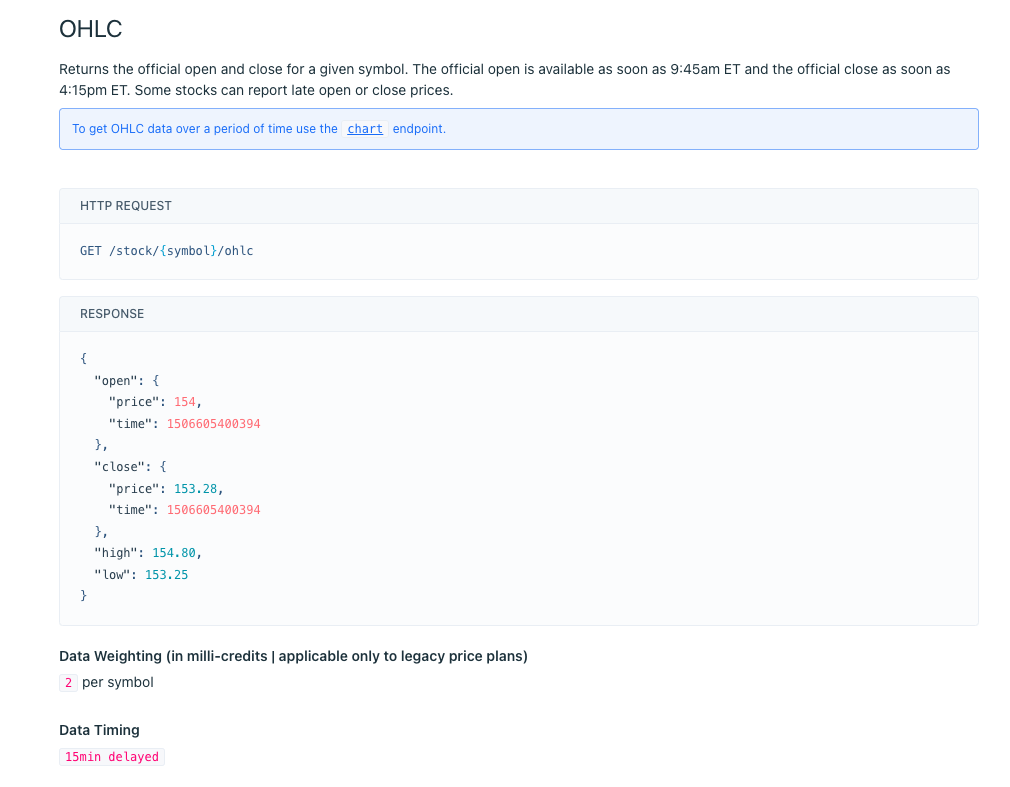 OHLC
Returns the official open and close for a given symbol. The official open is available as soon as 9:45am ET and the official close as soon as
4:15pm ET. Some stocks can report late open or close prices.
To get OHLC data over a period of time use the chart endpoint.
HTTP REQUEST
GET /stock/{symbol}/ohlc
RESPONSE
{
  "open": {
    "price": 154,
    "time": 1506605400394
  },
  "close": {
    "price": 153.28,
    "time": 1506605400394
  },
  "high": 154.80,
  "low": 153.25
}
Data Weighting (in milli-credits | applicable only to legacy price plans)
2 per symbol
Data Timing
15min delayed